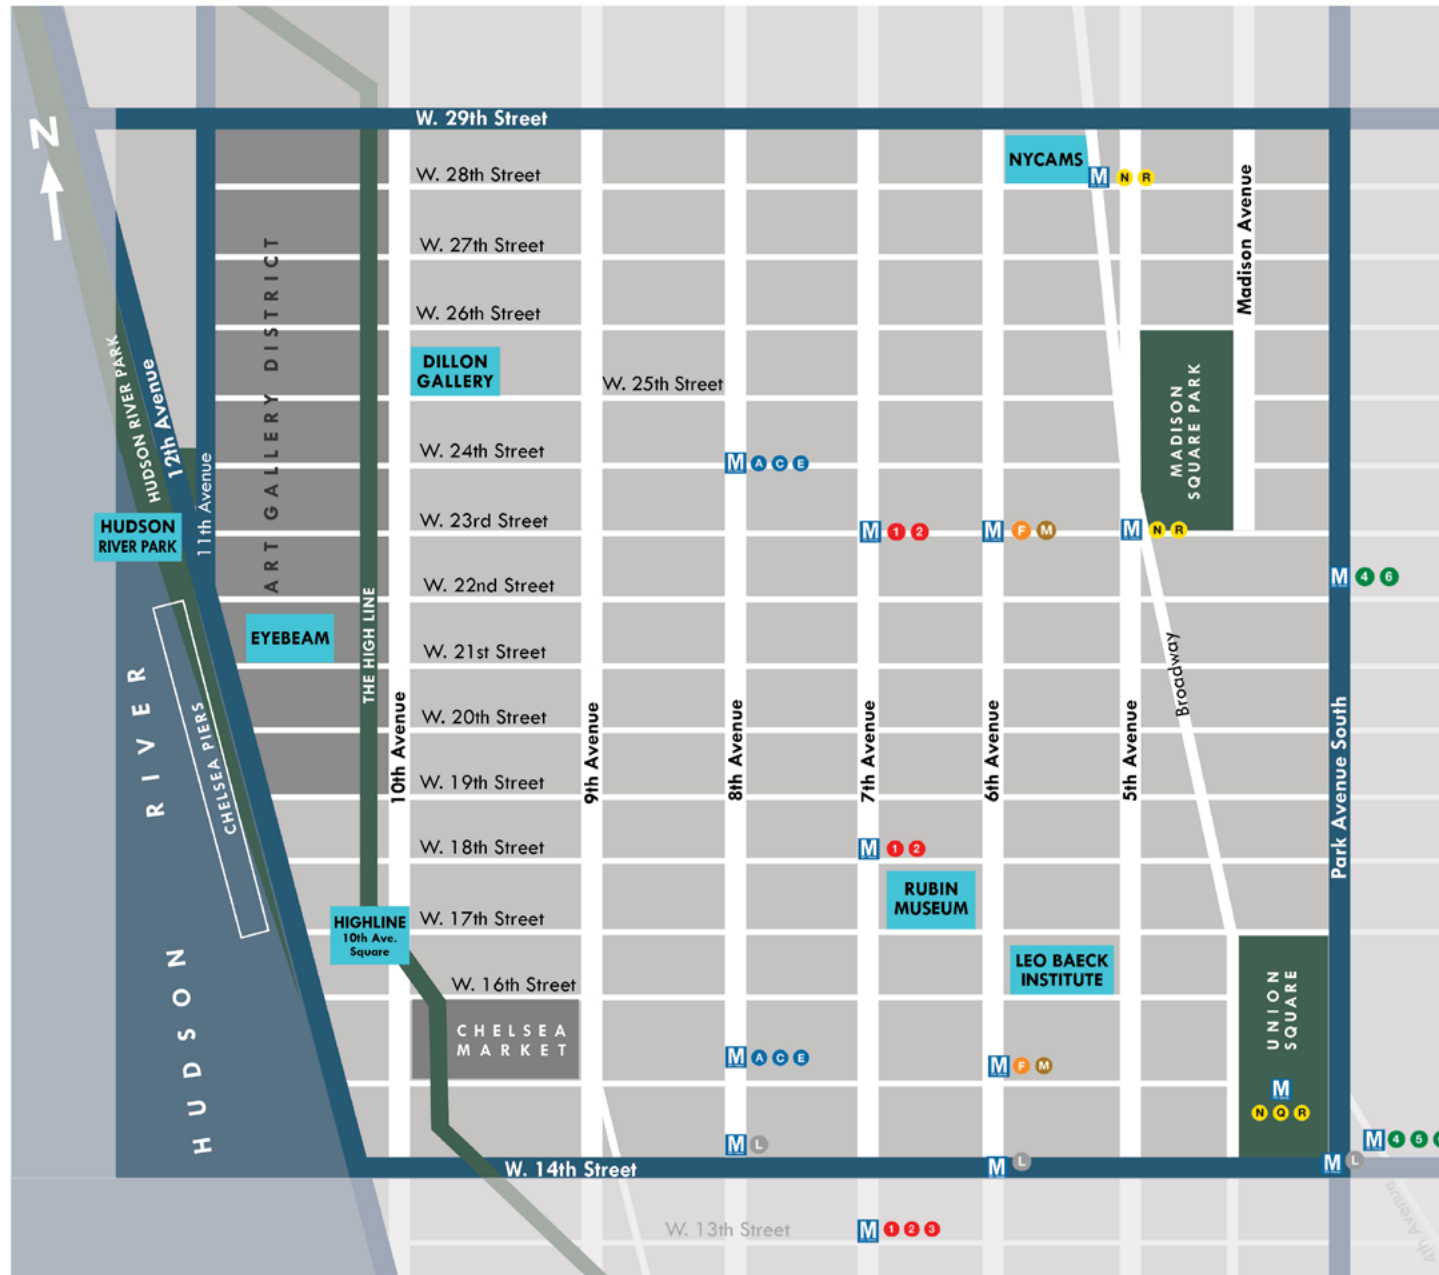 W. 29th Street
N
NYCAMS
W. 28th Street
M N R
Madison Avenue
W. 27th Street
ART GALLERY DISTRICT
W. 26th Street
HUDSON RIVER PARK
12th Avenue
DILLON
GALLERY
W. 25th Street
MADISON
SQUARE PARK
W. 24th Street
M A C E
11th Avenue
HUDSON
RIVER PARK
W. 23rd Street
M 1 2
M F M
M N R
W. 22nd Street
M 4 6
EYEBEAM
THE HIGH LINE
W. 21st Street
Broadway
W. 20th Street
10th Avenue
9th Avenue
8th Avenue
7th Avenue
6th Avenue
5th Avenue
Park Avenue South
CHELSEA PIERS
W. 19th Street
W. 18th Street
M 1 2
RUBIN
MUSEUM
HIGHLINE
10th Ave.
Square
W. 17th Street
LEO BAECK
INSTITUTE
W. 16th Street
UNION
SQUARE
HUDSON RIVER
CHELSEA
MARKET
M A C E
M F M
M
N Q R
M L
M L
M L
M 4 5
W. 14th Street
4th Avenue
W. 13th Street
M 1 2 3